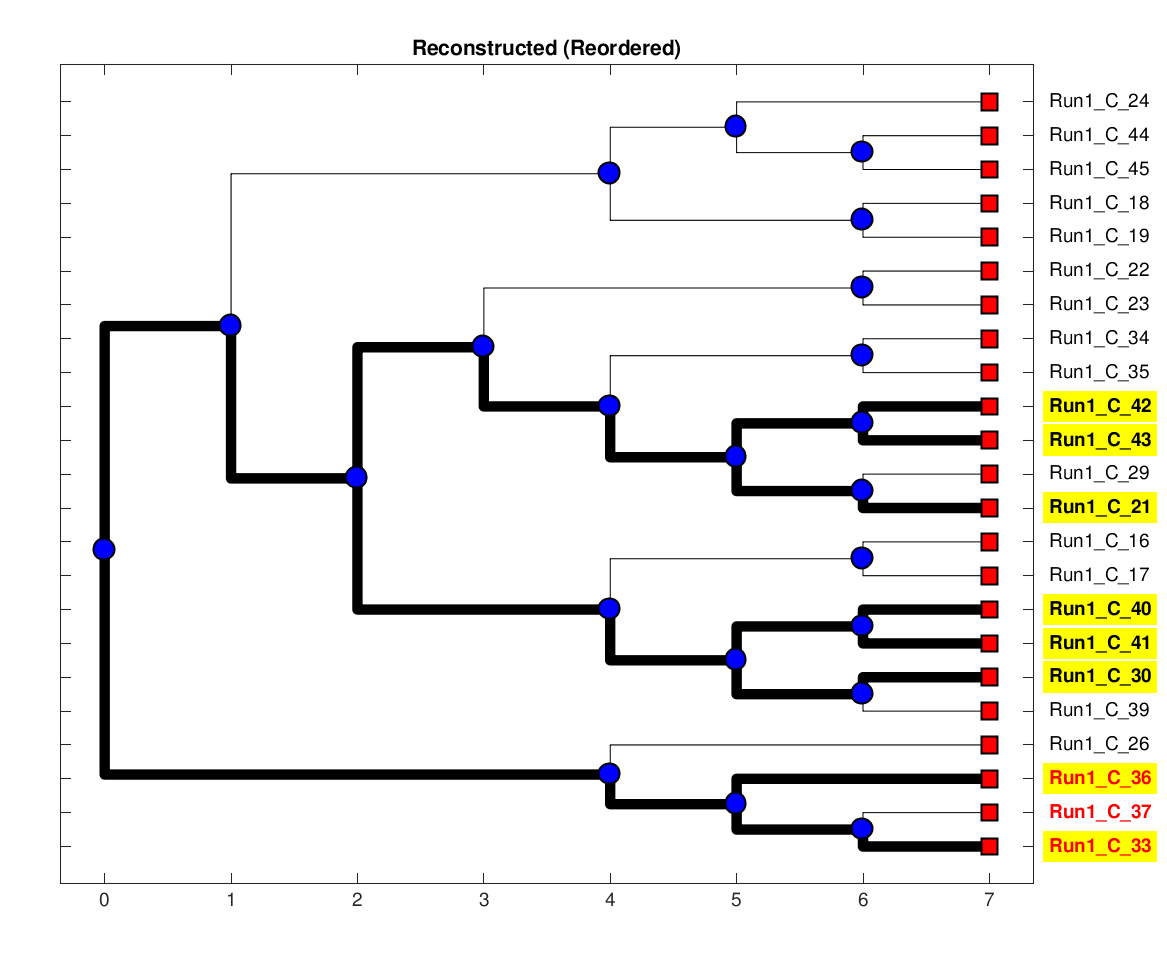 Reconstructed (Reordered)
Run1_C_24
Run1_C_44
Run1_C_45
Run1_C_18
Run1_C_19
Run1_C_22
Run1_C_23
Run1_C_34
Run1_C_35
Run1_C_42
Run1_C_43
Run1_C_29
Run1_C_21
Run1_C_16
Run1_C_17
Run1_C_40
Run1_C_41
Run1_C_30
Run1_C_39
Run1_C_26
Run1_C_36
Run1_C_37
Run1_C_33
0 1 2 3 4 5 6 7